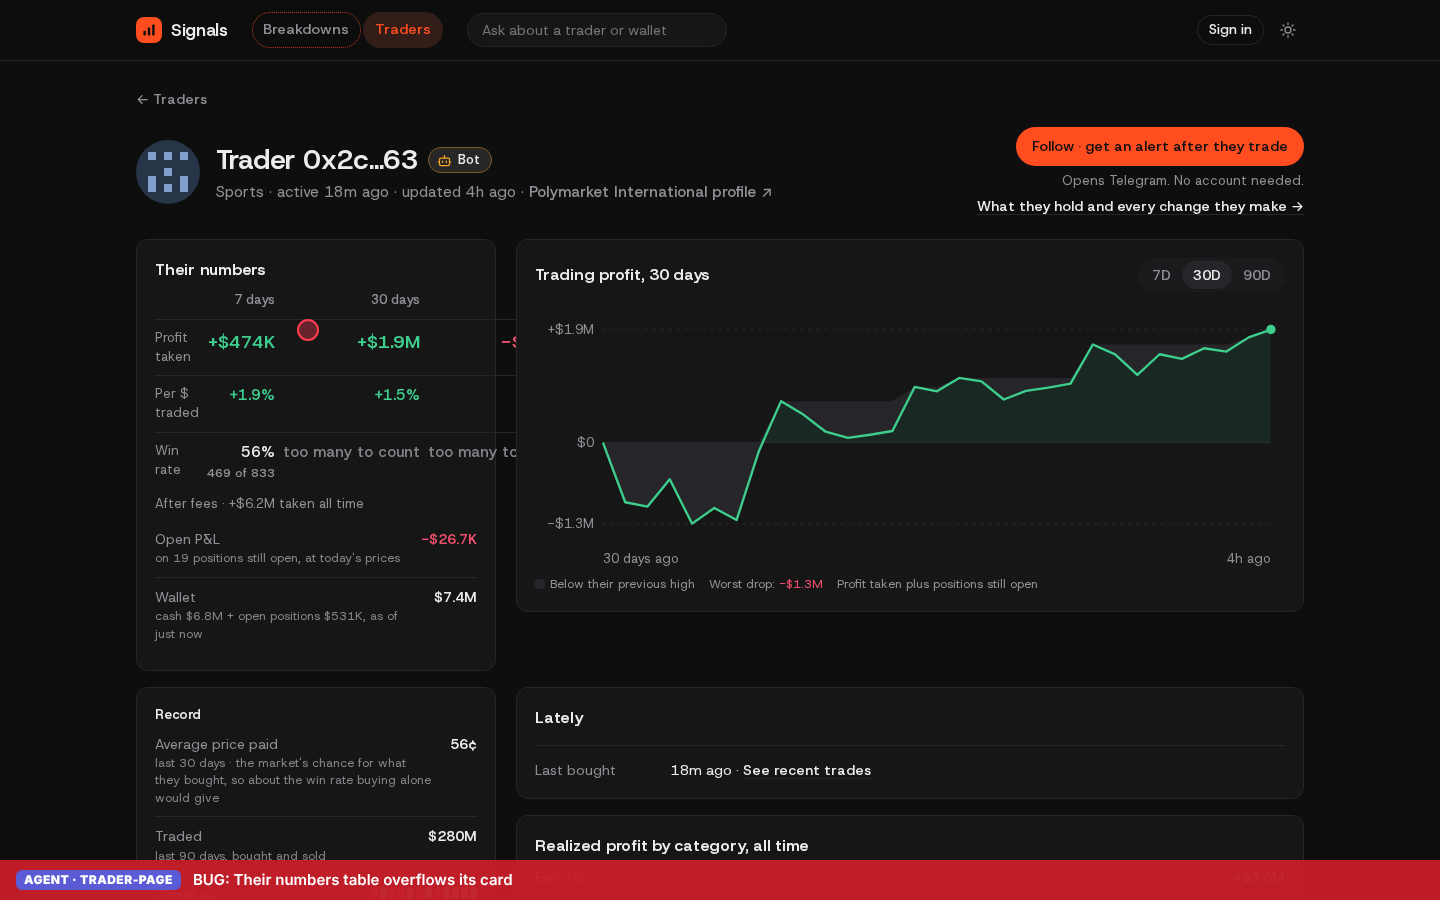 Signals
Breakdowns
Traders
Ask about a trader or wallet
Sign in
← Traders
Trader 0x2c…63
Bot
Sports · active 18m ago · updated 4h ago · Polymarket International profile ↗
Follow · get an alert after they trade
Opens Telegram. No account needed.
What they hold and every change they make →
Their numbers
7 days 30 days
Profit taken +$474K +$1.9M −$
Per $ traded +1.9% +1.5%
Win rate 56% too many to count too many to
469 of 833
After fees · +$6.2M taken all time
Open P&L −$26.7K
on 19 positions still open, at today's prices
Wallet $7.4M
cash $6.8M + open positions $531K, as of
just now
Trading profit, 30 days
7D 30D 90D
+$1.9M
$0
−$1.3M
30 days ago 4h ago
Below their previous high Worst drop: −$1.3M Profit taken plus positions still open
Record
Average price paid 56¢
last 30 days · the market's chance for what
they bought, so about the win rate buying alone
would give
Traded $280M
last 90 days, bought and sold
Lately
Last bought 18m ago · See recent trades
Realized profit by category, all time
Esports +$3.5M
AGENT · TRADER-PAGE BUG: Their numbers table overflows its card